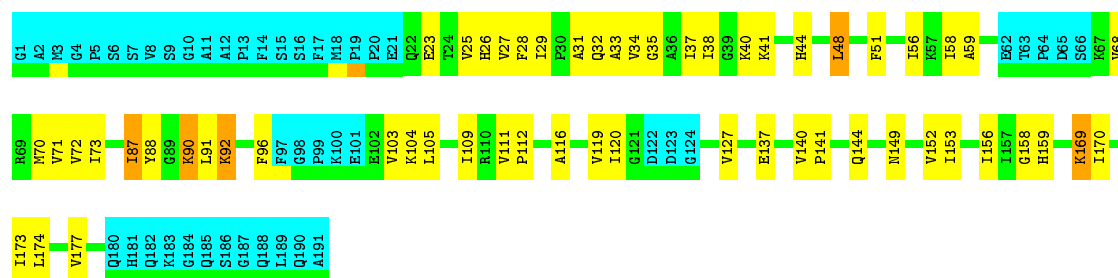 G1 A2 M3 G4 P5 S6 S7 V8 S9 G10 A11 A12 P13 F14 S15 S16 F17 M18 P19 P20 E21 Q22 E23 T24 V25 H26 V27 F28 I29 P30 A31 Q32 A33 V34 G35 A36 I37 I38 G39 K40 K41 H44 L48 F51 I56 K57 I58 A59 E62 T63 P64 D65 S66 K67 V68
R69 M70 V71 V72 I73 I87 Y88 G89 K90 L91 K92 F96 F97 G98 P99 K100 E101 E102 V103 K104 L105 I109 R110 V111 P112 A116 V119 I120 G121 D122 D123 G124 V127 E137 V140 P141 Q144 N149 V152 I153 I156 I157 G158 H159 K169 I170
I173 L174 V177 Q180 H181 Q182 K183 G184 Q185 S186 G187 Q188 L189 Q190 A191